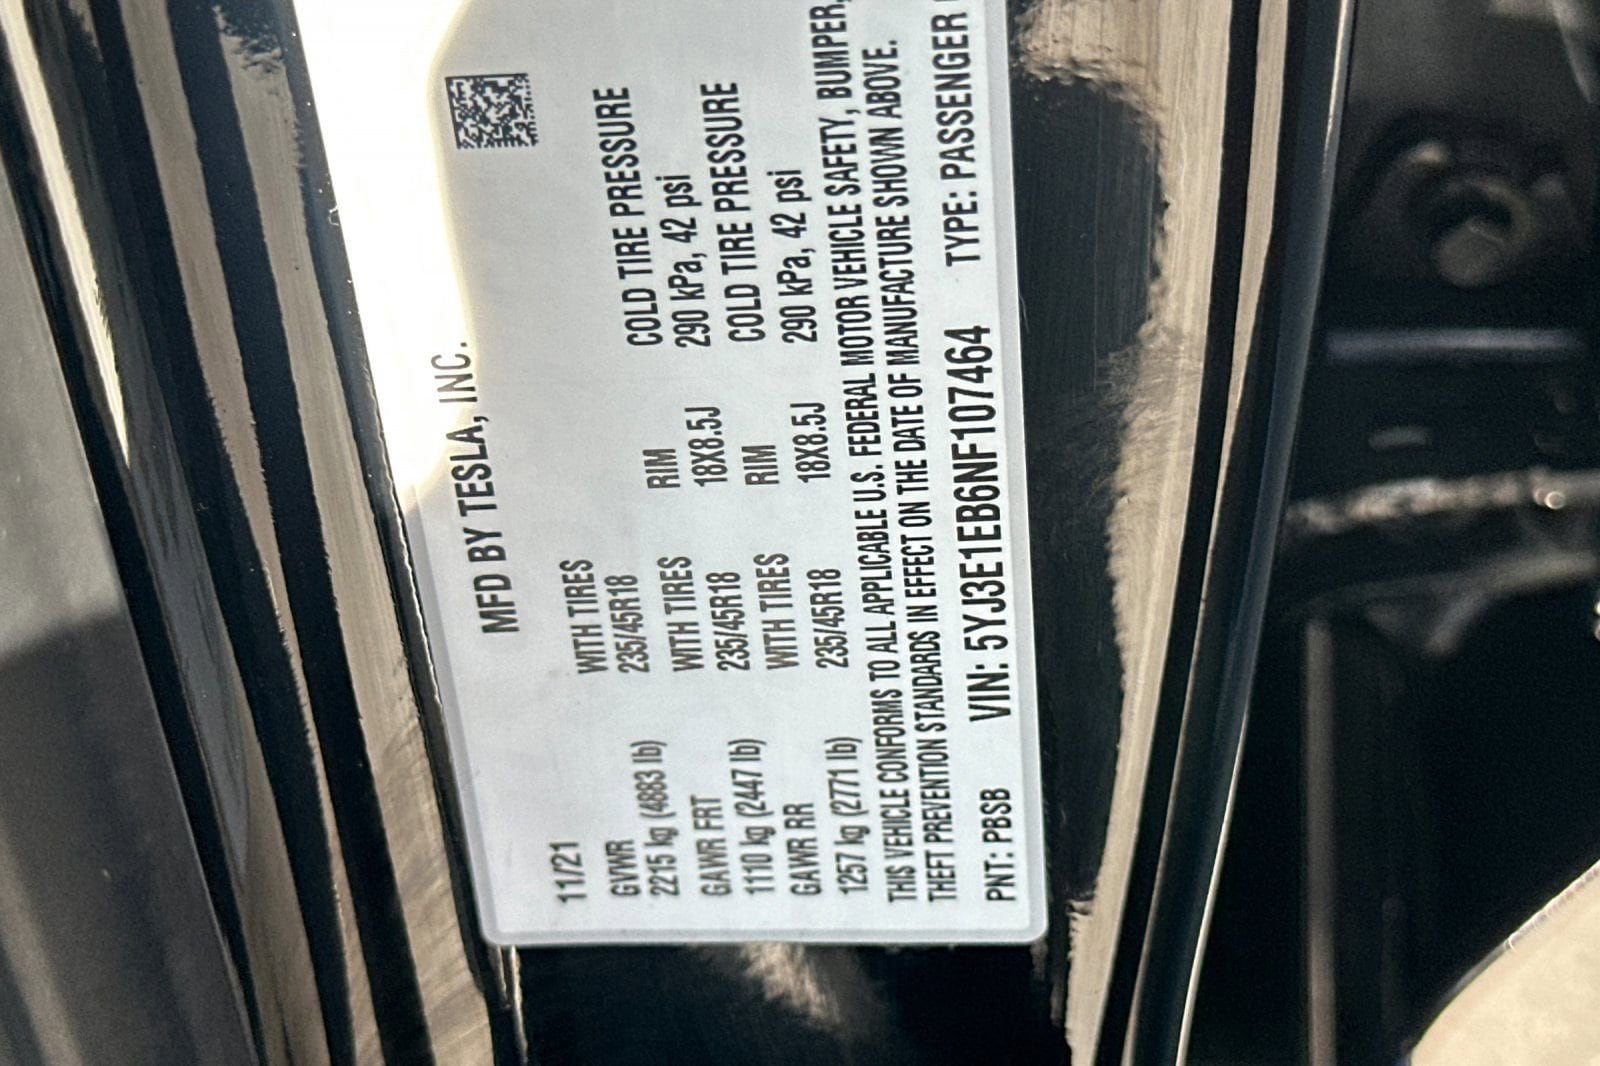 MFD BY TESLA, INC.
11/21
GVWR WITH TIRES
2215 kg (4883 lb) 235/45R18 RIM COLD TIRE PRESSURE
GAWR FRT WITH TIRES 18X8.5J 290 kPa, 42 psi
1110 kg (2447 lb) 235/45R18 RIM COLD TIRE PRESSURE
GAWR RR WITH TIRES 18X8.5J 290 kPa, 42 psi
1257 kg (2771 lb) 235/45R18
THIS VEHICLE CONFORMS TO ALL APPLICABLE U.S. FEDERAL MOTOR VEHICLE SAFETY, BUMPER,
THEFT PREVENTION STANDARDS IN EFFECT ON THE DATE OF MANUFACTURE SHOWN ABOVE.
PNT: PBSB VIN: 5YJ3E1EB6NF107464 TYPE: PASSENGER